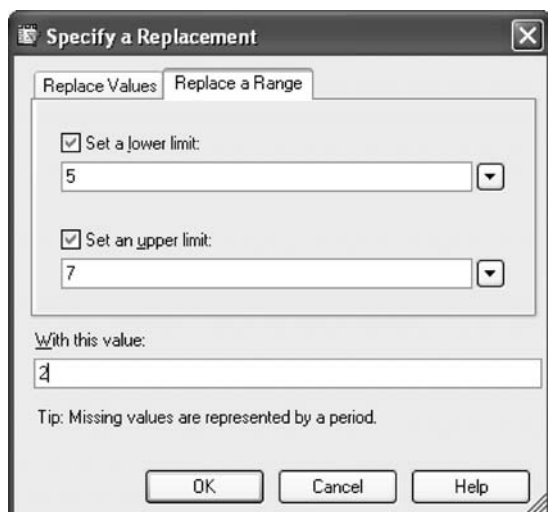 Specify a Replacement
Replace Values Replace a Range
Set a lower limit:
5
Set an upper limit:
7
With this value:
2
Tip: Missing values are represented by a period.
OK Cancel Help